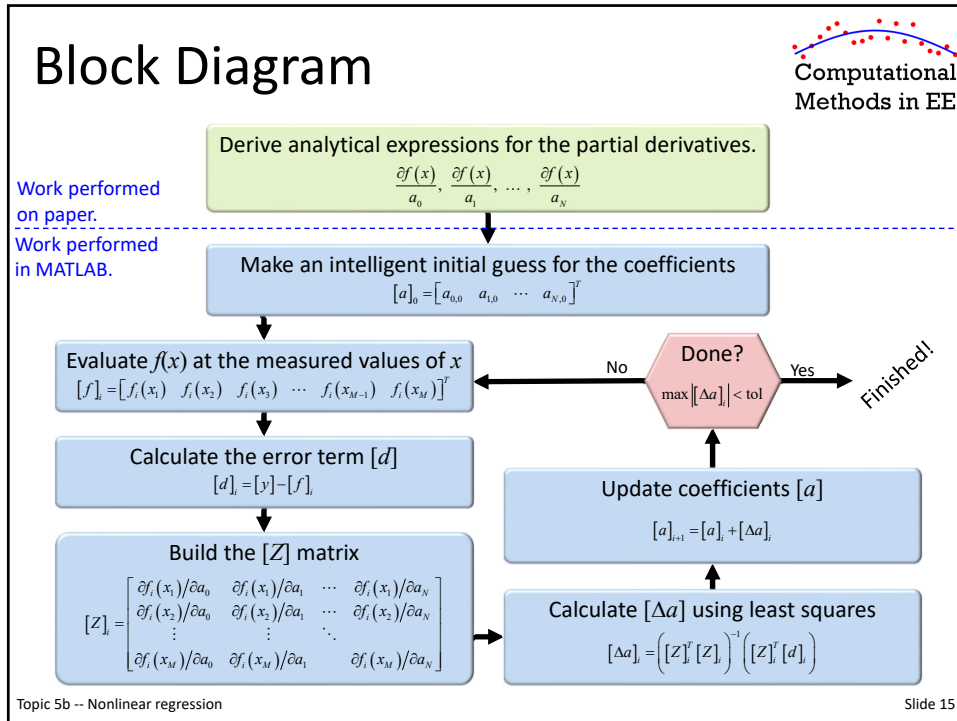 Block Diagram
Computational
Methods in EE
Derive analytical expressions for the partial derivatives.
∂f(x)/a₀, ∂f(x)/a₁, … , ∂f(x)/a_N
Work performed
on paper.
Work performed
in MATLAB.
Make an intelligent initial guess for the coefficients
[a]₀ = [a₀,₀ a₁,₀ ⋯ a_N,₀]^T
Evaluate f(x) at the measured values of x
[f]ᵢ = [fᵢ(x₁) fᵢ(x₂) fᵢ(x₃) ⋯ fᵢ(x_{M−1}) fᵢ(x_M)]^T
Calculate the error term [d]
[d]ᵢ = [y] − [f]ᵢ
Build the [Z] matrix
[Z]ᵢ =
∂fᵢ(x₁)/∂a₀ ∂fᵢ(x₁)/∂a₁ ⋯ ∂fᵢ(x₁)/∂a_N
∂fᵢ(x₂)/∂a₀ ∂fᵢ(x₂)/∂a₁ ⋯ ∂fᵢ(x₂)/∂a_N
⋮ ⋮ ⋱
∂fᵢ(x_M)/∂a₀ ∂fᵢ(x_M)/∂a₁ ∂fᵢ(x_M)/∂a_N
Calculate [Δa] using least squares
[Δa]ᵢ = ([Z]ᵢ^T [Z]ᵢ)^−1 ([Z]ᵢ^T [d]ᵢ)
Update coefficients [a]
[a]ᵢ₊₁ = [a]ᵢ + [Δa]ᵢ
Done?
max|[Δa]ᵢ| < tol
No
Yes
Finished!
Topic 5b -- Nonlinear regression
Slide 15